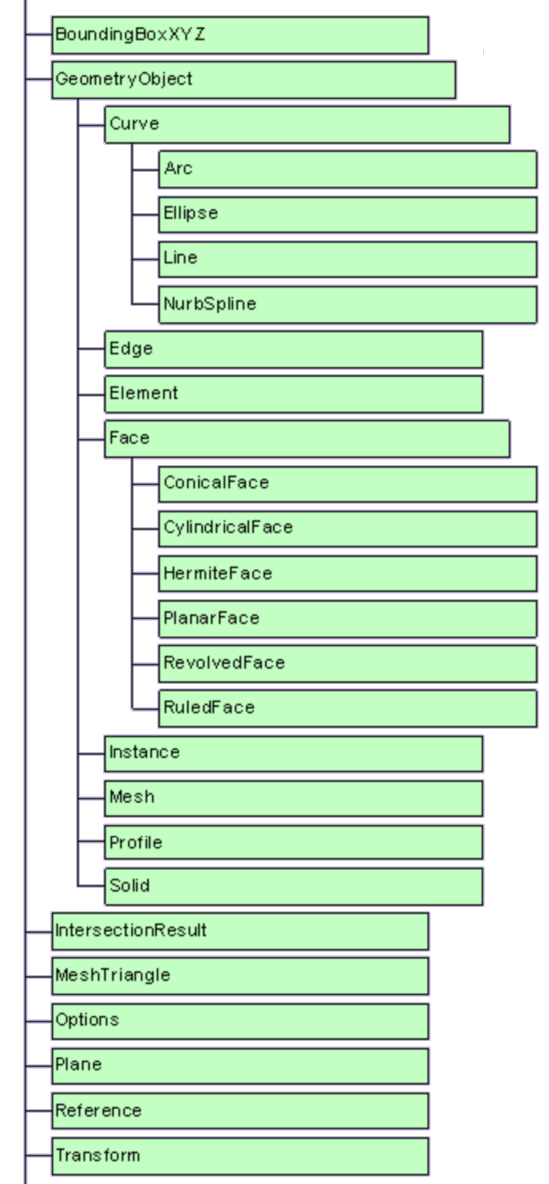 BoundingBoxXYZ
GeometryObject
Curve
Arc
Ellipse
Line
NurbSpline
Edge
Element
Face
ConicalFace
CylindricalFace
HermiteFace
PlanarFace
RevolvedFace
RuledFace
Instance
Mesh
Profile
Solid
IntersectionResult
MeshTriangle
Options
Plane
Reference
Transform